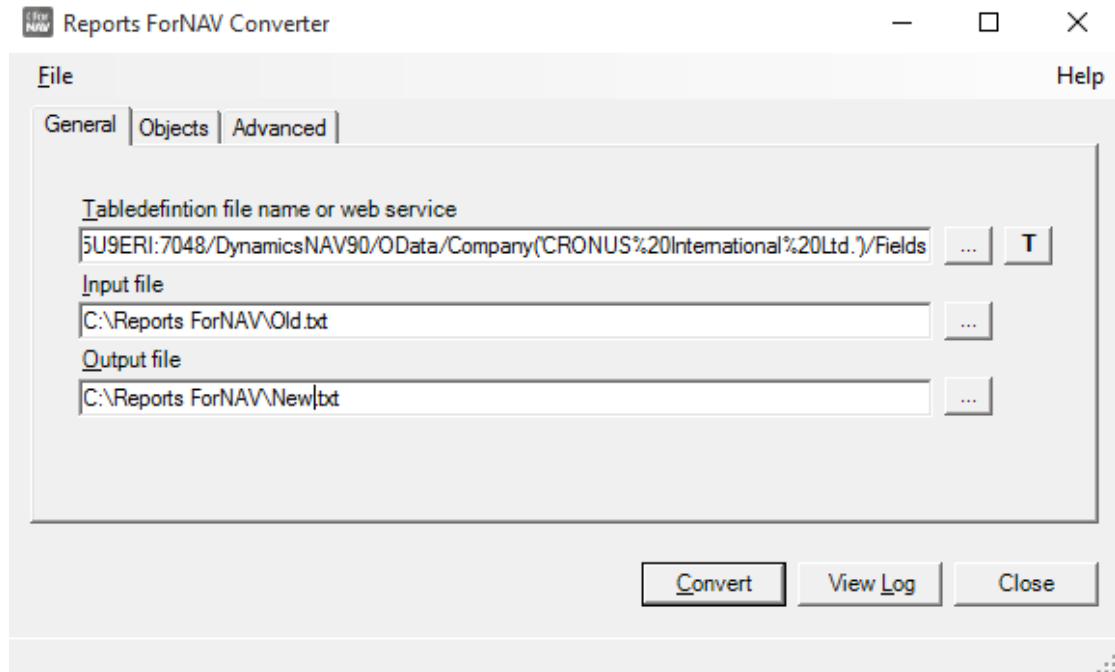 for
NAV
Reports ForNAV Converter
File
Help
General
Objects
Advanced
Tabledefintion file name or web service
5U9ERI:7048/DynamicsNAV90/OData/Company('CRONUS%20International%20Ltd.')/Fields
...
T
Input file
C:\Reports ForNAV\Old.txt
...
Output file
C:\Reports ForNAV\New.txt
...
Convert
View Log
Close